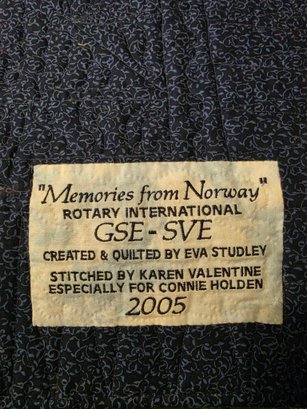 "Memories from Norway"
ROTARY INTERNATIONAL
GSE - SVE
CREATED & QUILTED BY EVA STUDLEY
STITCHED BY KAREN VALENTINE
ESPECIALLY FOR CONNIE HOLDEN
2005